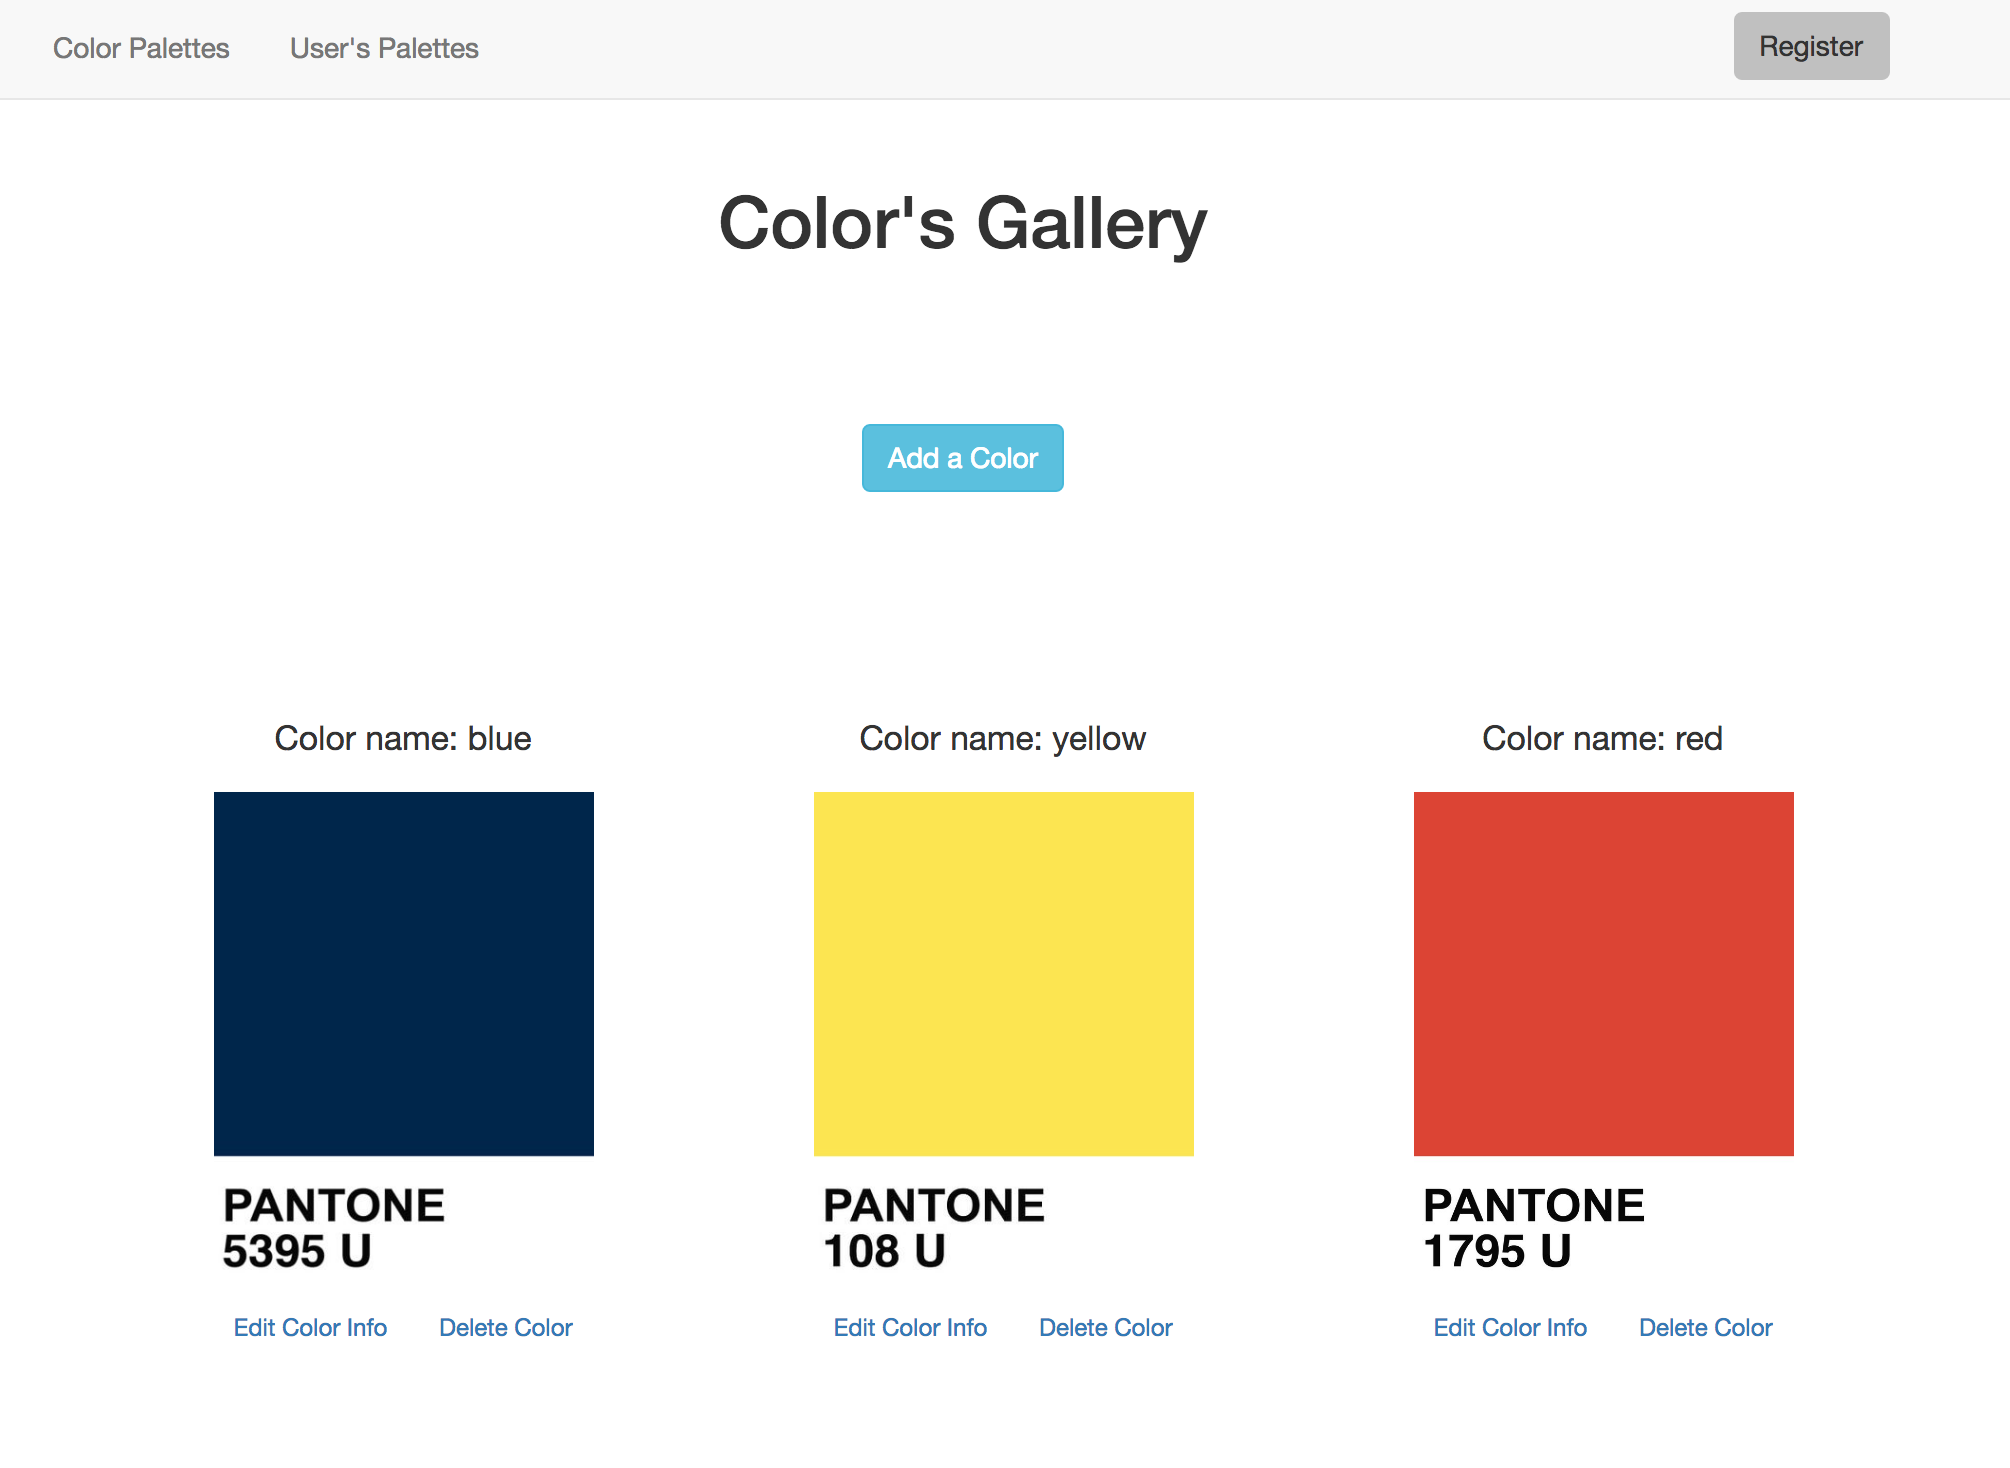 Color Palettes User's Palettes Register
Color's Gallery
Add a Color
Color name: blue Color name: yellow Color name: red
PANTONE PANTONE PANTONE
5395 U 108 U 1795 U
Edit Color Info Delete Color Edit Color Info Delete Color Edit Color Info Delete Color